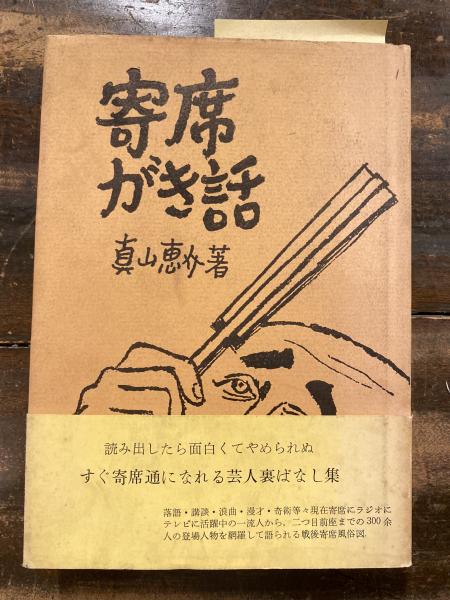 寄席
がき話
真山恵介著
読み出したら面白くてやめられぬ
すぐ寄席通になれる芸人裏ばなし集
落語・講談・浪曲・漫才・奇術等々現在寄席にラジオに
テレビに活躍中の一流人から、二つ目前座までの300余
人の登場人物を網羅して語られる戦後寄席風俗図